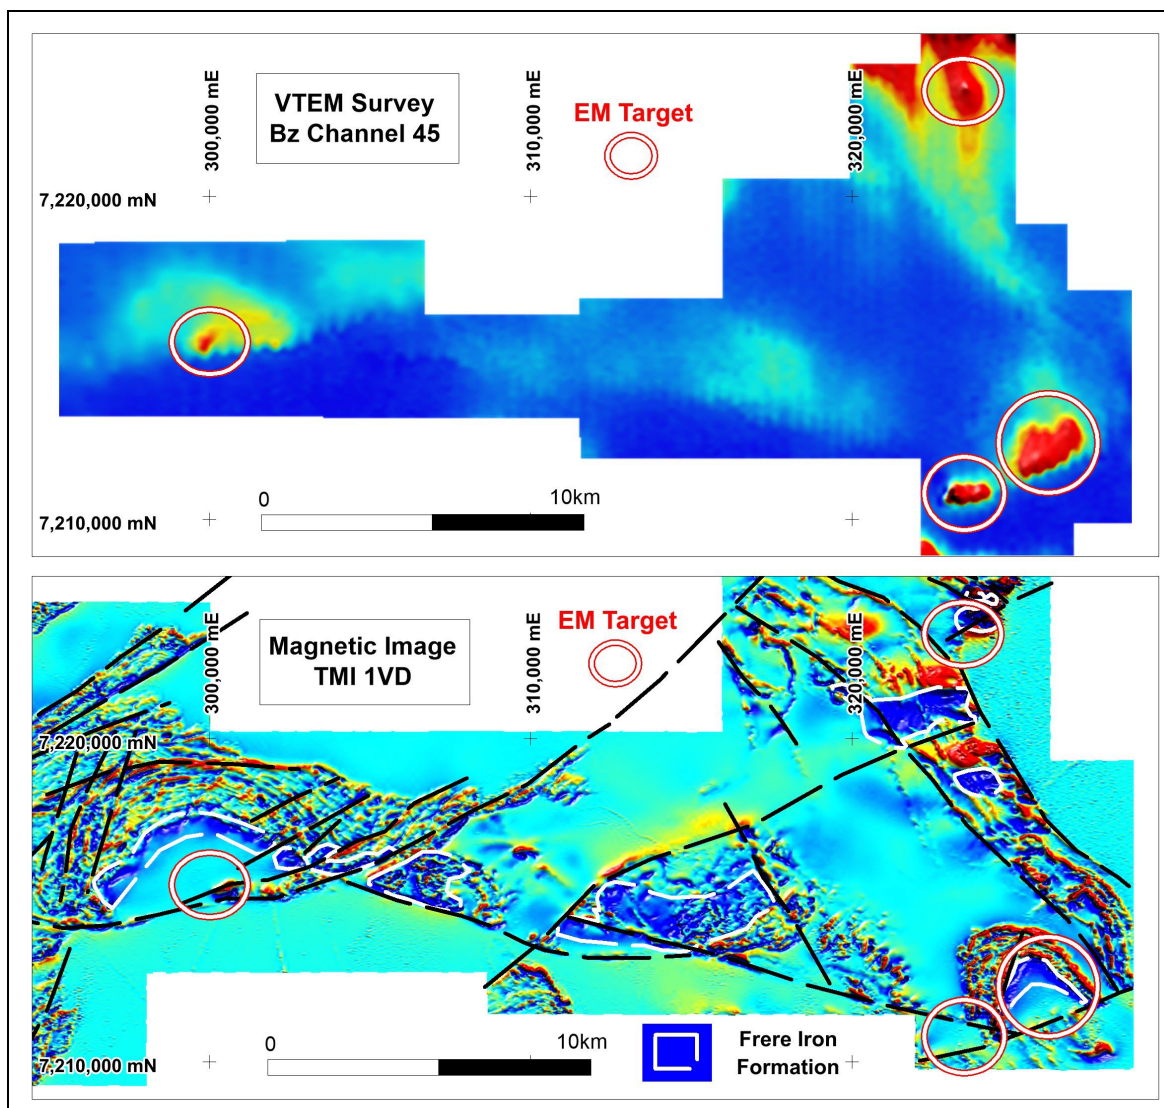 VTEM Survey
Bz Channel 45
300,000 mE
310,000 mE
EM Target
320,000 mE
7,220,000 mN
0
10km
7,210,000 mN
Magnetic Image
TMI 1VD
300,000 mE
310,000 mE
EM Target
320,000 mE
7,220,000 mN
0
10km
Frere Iron
Formation
7,210,000 mN